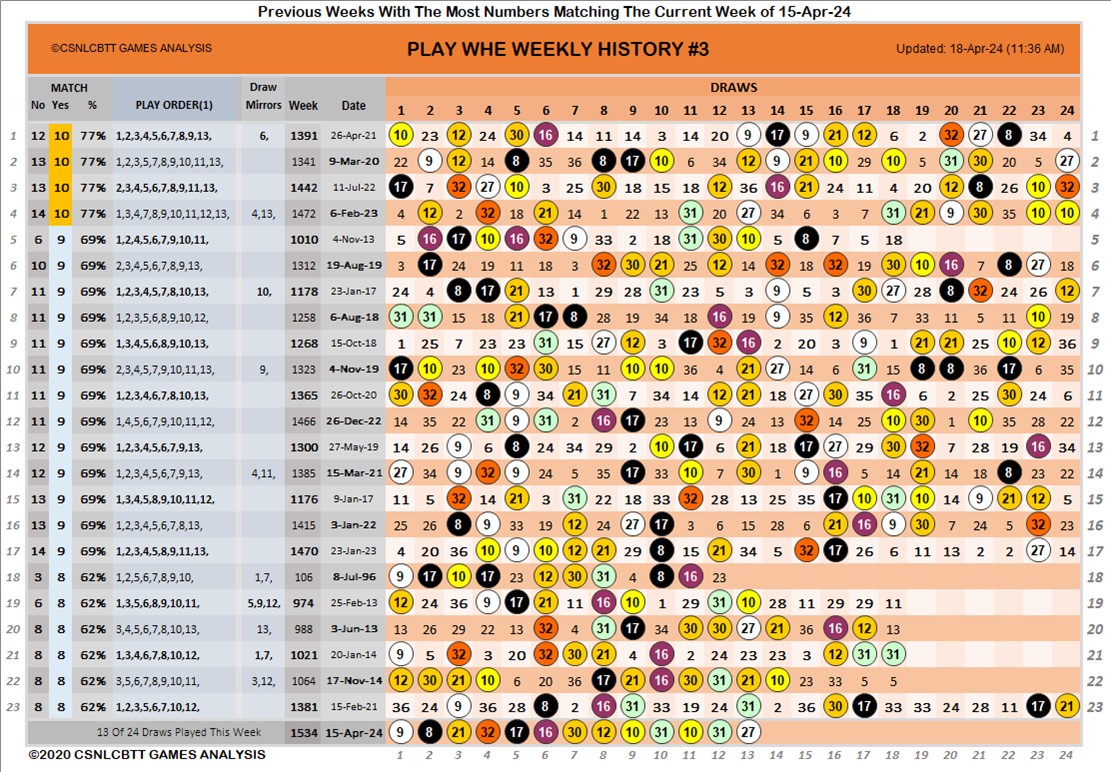 Previous Weeks With The Most Numbers Matching The Current Week of 15-Apr-24
©CSNLCBTT GAMES ANALYSIS PLAY WHE WEEKLY HISTORY #3 Updated: 18-Apr-24 (11:36 AM)
MATCH Draw DRAWS
No Yes % PLAY ORDER(1) Mirrors Week Date 1 2 3 4 5 6 7 8 9 10 11 12 13 14 15 16 17 18 19 20 21 22 23 24
1 12 10 77% 1,2,3,4,5,6,7,8,9,13, 6, 1391 26-Apr-21 10 23 12 24 30 16 14 11 14 3 14 20 9 17 9 21 12 6 2 32 27 8 34 4 1
2 13 10 77% 1,2,3,5,7,8,9,10,11,13, 1341 9-Mar-20 22 9 12 14 8 35 36 8 17 10 6 34 12 9 21 10 29 10 5 31 30 20 5 27 2
3 13 10 77% 2,3,4,5,6,7,8,9,11,13, 1442 11-Jul-22 17 7 32 27 10 3 25 30 18 15 18 12 36 16 21 24 11 4 20 12 8 26 10 32 3
4 14 10 77% 1,3,4,7,8,9,10,11,12,13, 4,13, 1472 6-Feb-23 4 12 2 32 18 21 14 1 22 13 31 20 27 34 6 3 7 31 21 9 30 35 10 10 4
5 6 9 69% 1,2,4,5,6,7,9,10,11, 1010 4-Nov-13 5 16 17 10 16 32 9 33 2 18 31 30 10 5 8 7 5 18 5
6 10 9 69% 2,3,4,5,6,7,8,9,13, 1312 19-Aug-19 3 17 24 19 11 18 3 32 30 21 25 12 14 32 18 32 19 30 10 16 7 8 27 18 6
7 11 9 69% 1,2,3,4,5,7,8,10,13, 10, 1178 23-Jan-17 24 4 8 17 21 13 1 29 28 31 23 5 3 9 5 3 30 27 28 8 32 24 26 12 7
8 11 9 69% 1,2,3,5,6,8,9,10,12, 1258 6-Aug-18 31 31 15 18 21 17 8 28 19 34 18 16 19 9 35 12 36 7 33 11 5 11 10 19 8
9 11 9 69% 1,3,4,5,6,8,9,10,13, 1268 15-Oct-18 1 25 7 23 23 31 15 27 12 3 17 32 16 2 20 3 9 1 21 21 25 10 12 36 9
10 11 9 69% 2,3,4,5,7,9,10,11,13, 9, 1323 4-Nov-19 17 10 23 10 32 30 15 11 10 10 36 4 21 27 14 6 31 15 8 8 36 17 6 35 10
11 11 9 69% 1,2,3,4,6,7,8,10,13, 1365 26-Oct-20 30 32 24 8 9 34 21 31 7 34 14 12 21 18 27 30 35 16 6 2 25 30 24 6 11
12 11 9 69% 1,4,5,6,7,9,10,11,12, 1466 26-Dec-22 14 35 22 31 9 31 2 16 17 23 13 9 24 13 32 14 25 10 30 1 10 35 28 22 12
13 12 9 69% 1,2,3,4,5,6,7,9,13, 1300 27-May-19 14 26 9 6 8 24 34 29 2 10 17 6 21 18 17 27 29 30 32 7 28 19 16 34 13
14 12 9 69% 1,2,3,4,5,6,7,9,13, 4,11, 1385 15-Mar-21 27 34 9 32 9 24 5 35 17 33 10 7 30 1 9 16 5 14 21 14 18 8 23 22 14
15 13 9 69% 1,3,4,5,8,9,10,11,12, 1176 9-Jan-17 11 5 32 14 21 3 31 22 18 33 32 28 13 25 35 17 10 31 10 14 9 21 12 5 15
16 13 9 69% 1,2,3,4,5,6,7,8,13, 1415 3-Jan-22 25 26 8 9 33 19 12 24 27 17 3 6 15 28 6 21 16 9 30 7 24 5 32 23 16
17 14 9 69% 1,2,3,4,5,8,9,11,13, 1470 23-Jan-23 4 20 36 10 9 10 12 21 29 8 15 21 34 5 32 17 26 6 11 13 2 2 27 14 17
18 3 8 62% 1,2,5,6,7,8,9,10, 1,7, 106 8-Jul-96 9 17 10 17 23 12 30 31 4 8 16 23 18
19 6 8 62% 1,3,5,6,8,9,10,11, 5,9,12, 974 25-Feb-13 12 24 36 9 17 21 11 16 10 1 29 31 10 28 11 29 29 11 19
20 8 8 62% 3,4,5,6,7,8,10,13, 13, 988 3-Jun-13 13 26 29 22 13 32 4 31 17 34 30 30 27 21 36 16 12 13 20
21 8 8 62% 1,3,4,6,7,8,10,12, 1,7, 1021 20-Jan-14 9 5 32 3 20 32 30 21 4 16 2 24 23 23 3 12 31 31 21
22 8 8 62% 3,5,6,7,8,9,10,11, 3,12, 1064 17-Nov-14 12 30 21 10 6 20 36 17 21 16 30 31 21 10 23 33 5 5 22
23 8 8 62% 1,2,3,5,6,7,10,12, 1381 15-Feb-21 36 24 9 36 28 8 2 16 31 33 19 24 31 2 36 30 17 33 33 24 28 11 17 21 23
13 Of 24 Draws Played This Week 1534 15-Apr-24 9 8 21 32 17 16 30 12 10 31 10 31 27
©2020 CSNLCBTT GAMES ANALYSIS 1 2 3 4 5 6 7 8 9 10 11 12 13 14 15 16 17 18 19 20 21 22 23 24